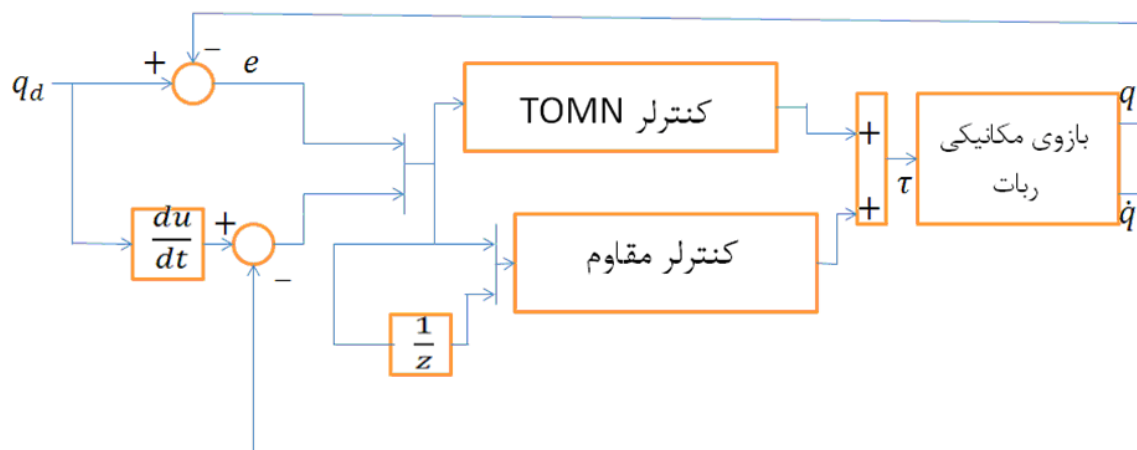 −
+
e
q_d
کنترلر TOMN
+
q
بازوی مکانیکی
ربات
τ
+
q̇
du
dt
+
−
کنترلر مقاوم
1
z